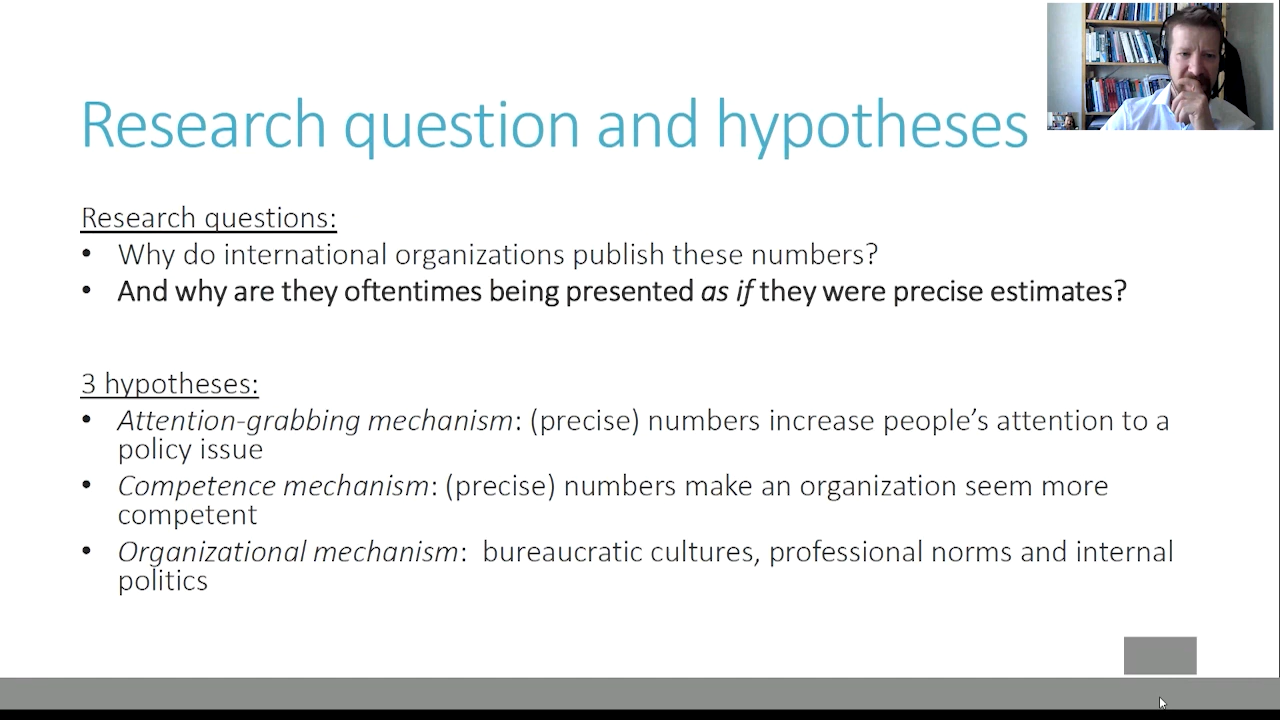 Research question and hypotheses
Research questions:
• Why do international organizations publish these numbers?
• And why are they oftentimes being presented as if they were precise estimates?
3 hypotheses:
• Attention-grabbing mechanism: (precise) numbers increase people’s attention to a
policy issue
• Competence mechanism: (precise) numbers make an organization seem more
competent
• Organizational mechanism:  bureaucratic cultures, professional norms and internal
politics